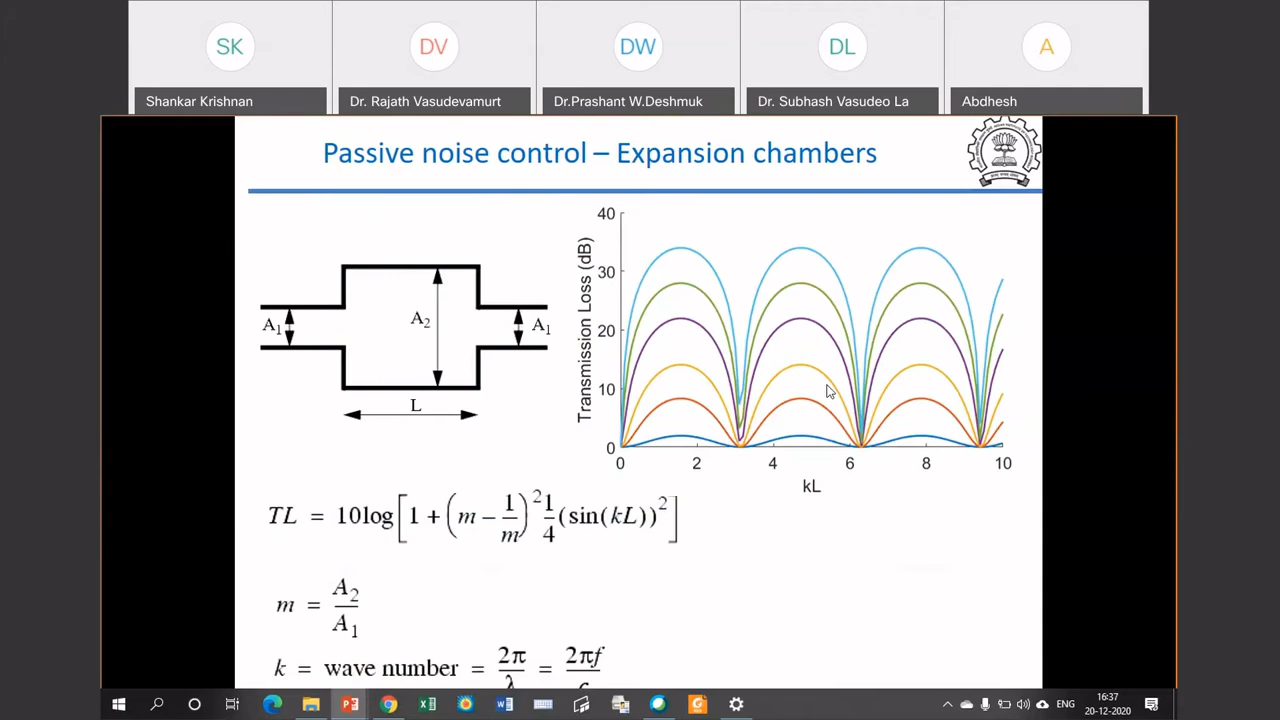 SK
DV
DW
DL
A
Shankar Krishnan
Dr. Rajath Vasudevamurt
Dr.Prashant W.Deshmuk
Dr. Subhash Vasudeo La
Abdhesh
Passive noise control – Expansion chambers
A1
A2
A1
L
Transmission Loss (dB)
40
30
20
10
0
0 2 4 6 8 10
kL
TL = 10log[1 + (m – 1/m)² 1/4 (sin(kL))²]
m = A2/A1
k = wave number = 2π/λ = 2πf/c
ENG
16:37
20-12-2020